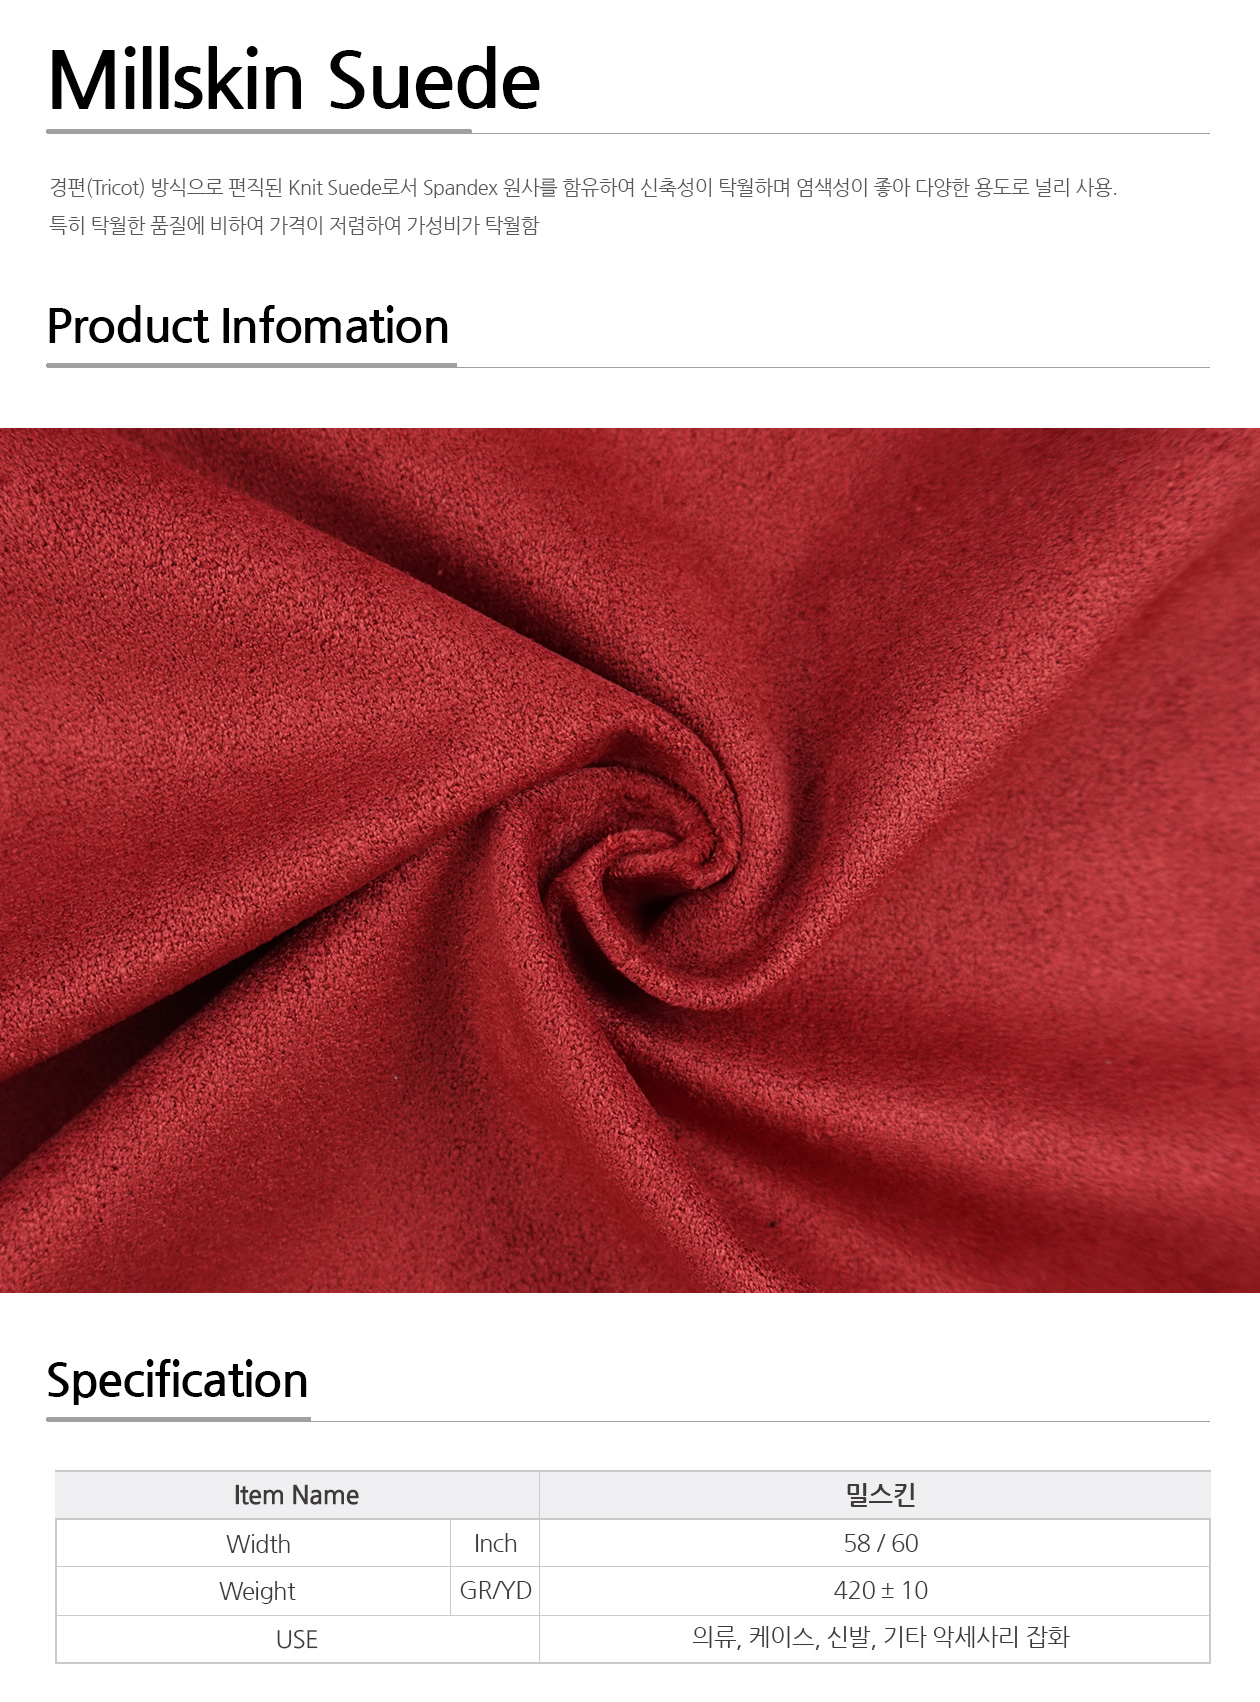 Millskin Suede
경편(Tricot) 방식으로 편직된 Knit Suede로서 Spandex 원사를 함유하여 신축성이 탁월하며 염색성이 좋아 다양한 용도로 널리 사용.
특히 탁월한 품질에 비하여 가격이 저렴하여 가성비가 탁월함
Product Infomation
Specification
Item Name 밀스킨
Width Inch 58 / 60
Weight GR/YD 420 ± 10
USE 의류, 케이스, 신발, 기타 악세사리 잡화